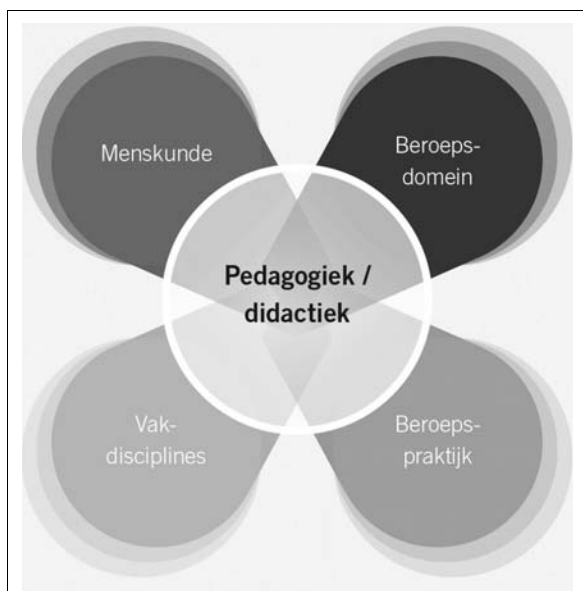 Menskunde
Beroeps-
domein
Pedagogiek /
didactiek
Vak-
disciplines
Beroeps-
praktijk